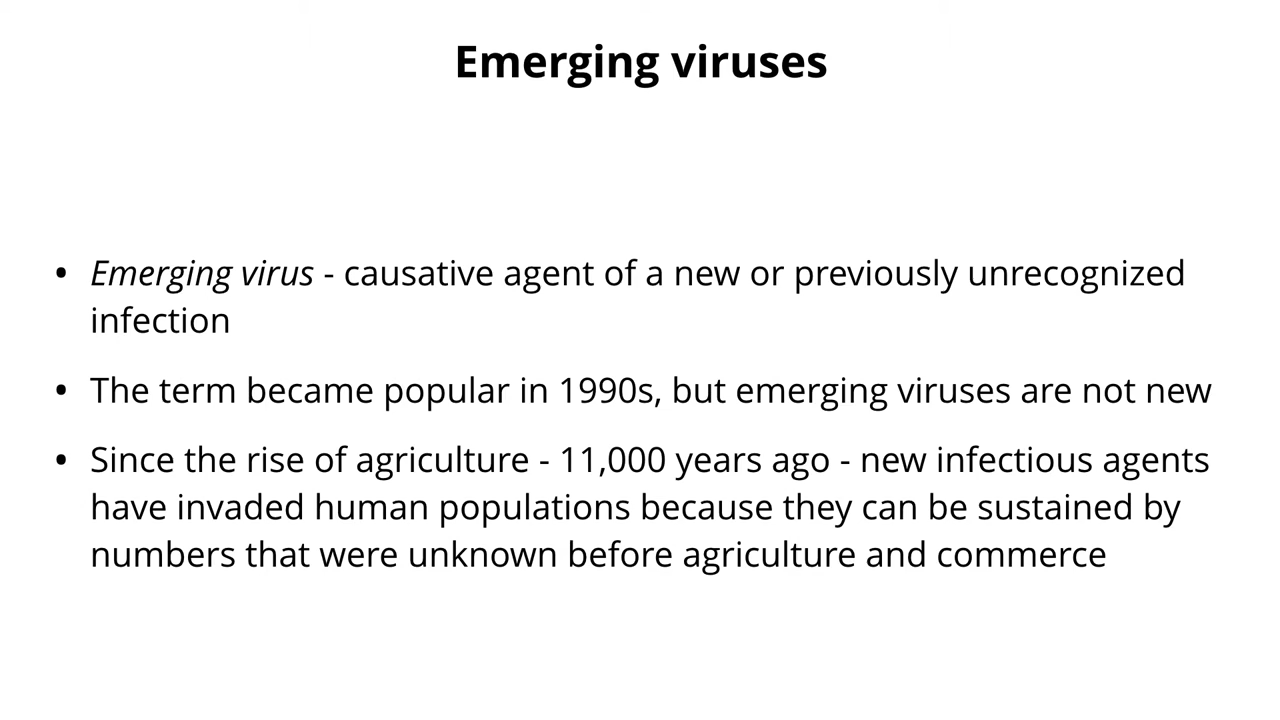 Emerging viruses
• Emerging virus - causative agent of a new or previously unrecognized
infection
• The term became popular in 1990s, but emerging viruses are not new
• Since the rise of agriculture - 11,000 years ago - new infectious agents
have invaded human populations because they can be sustained by
numbers that were unknown before agriculture and commerce